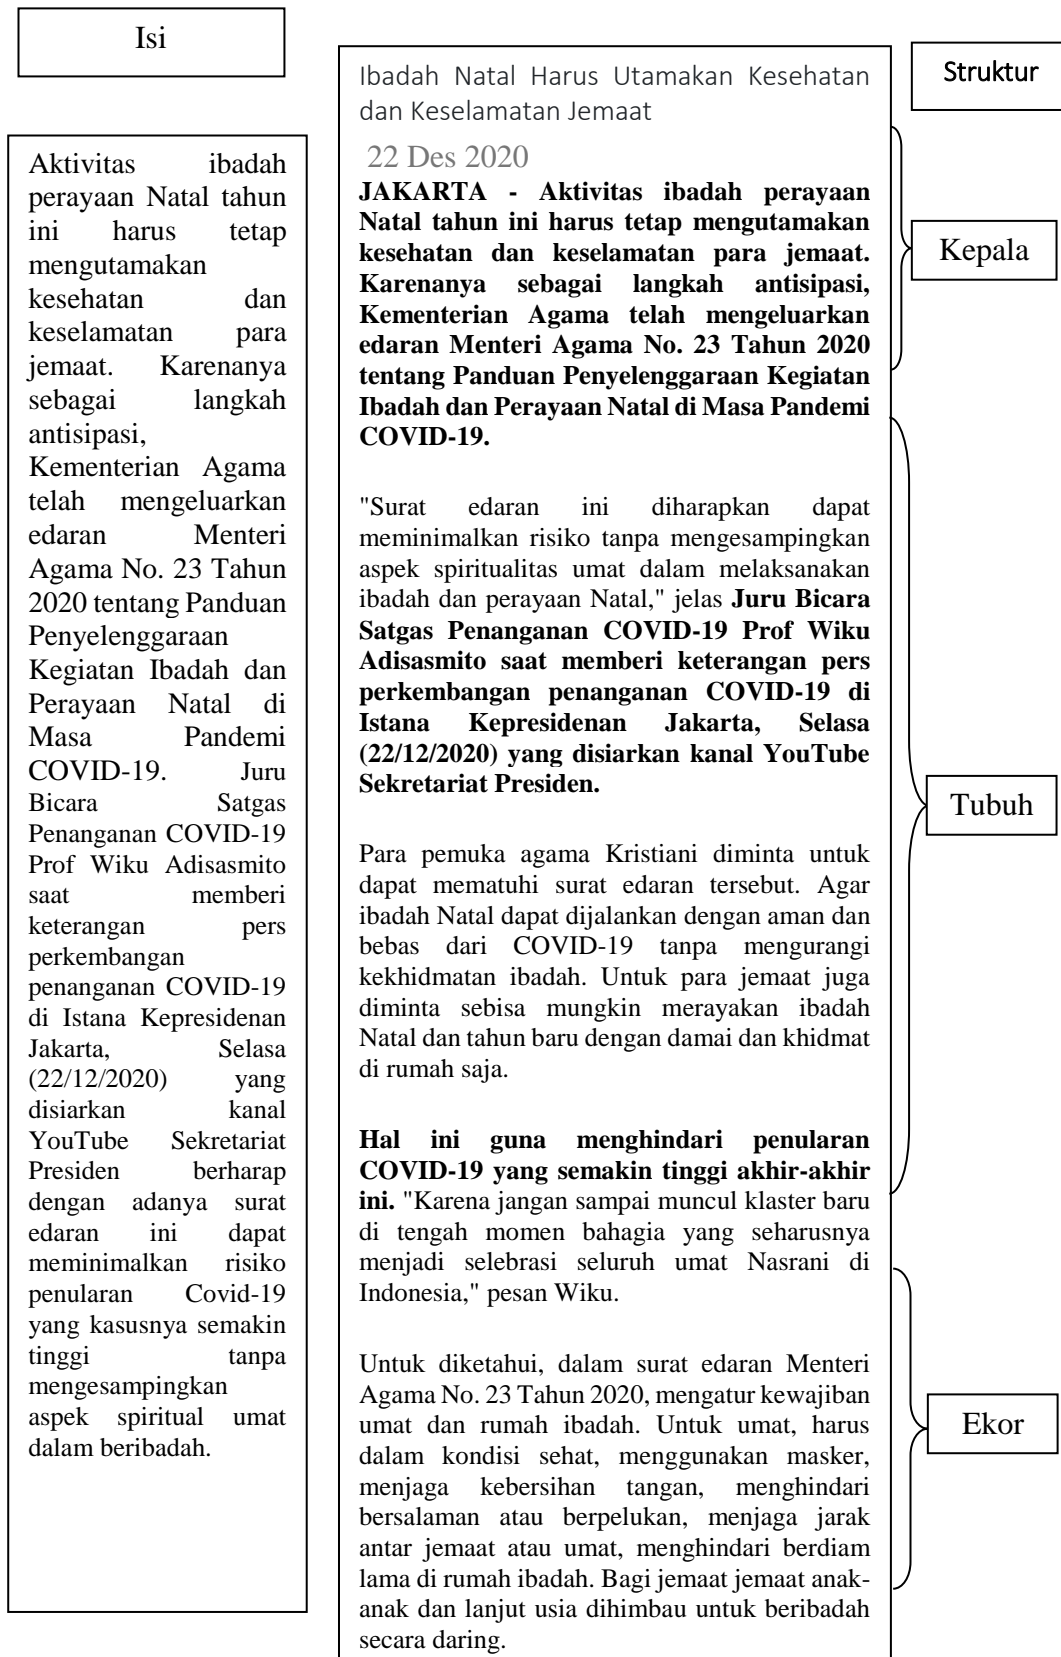 Isi
Aktivitas ibadah
perayaan Natal tahun
ini harus tetap
mengutamakan
kesehatan dan
keselamatan para
jemaat. Karenanya
sebagai langkah
antisipasi,
Kementerian Agama
telah mengeluarkan
edaran Menteri
Agama No. 23 Tahun
2020 tentang Panduan
Penyelenggaraan
Kegiatan Ibadah dan
Perayaan Natal di
Masa Pandemi
COVID-19. Juru
Bicara Satgas
Penanganan COVID-19
Prof Wiku Adisasmito
saat memberi
keterangan pers
perkembangan
penanganan COVID-19
di Istana Kepresidenan
Jakarta, Selasa
(22/12/2020) yang
disiarkan kanal
YouTube Sekretariat
Presiden berharap
dengan adanya surat
edaran ini dapat
meminimalkan risiko
penularan Covid-19
yang kasusnya semakin
tinggi tanpa
mengesampingkan
aspek spiritual umat
dalam beribadah.
Ibadah Natal Harus Utamakan Kesehatan
dan Keselamatan Jemaat
22 Des 2020
JAKARTA - Aktivitas ibadah perayaan
Natal tahun ini harus tetap mengutamakan
kesehatan dan keselamatan para jemaat.
Karenanya sebagai langkah antisipasi,
Kementerian Agama telah mengeluarkan
edaran Menteri Agama No. 23 Tahun 2020
tentang Panduan Penyelenggaraan Kegiatan
Ibadah dan Perayaan Natal di Masa Pandemi
COVID-19.
"Surat edaran ini diharapkan dapat
meminimalkan risiko tanpa mengesampingkan
aspek spiritualitas umat dalam melaksanakan
ibadah dan perayaan Natal," jelas Juru Bicara
Satgas Penanganan COVID-19 Prof Wiku
Adisasmito saat memberi keterangan pers
perkembangan penanganan COVID-19 di
Istana Kepresidenan Jakarta, Selasa
(22/12/2020) yang disiarkan kanal YouTube
Sekretariat Presiden.
Para pemuka agama Kristiani diminta untuk
dapat mematuhi surat edaran tersebut. Agar
ibadah Natal dapat dijalankan dengan aman dan
bebas dari COVID-19 tanpa mengurangi
kekhidmatan ibadah. Untuk para jemaat juga
diminta sebisa mungkin merayakan ibadah
Natal dan tahun baru dengan damai dan khidmat
di rumah saja.
Hal ini guna menghindari penularan
COVID-19 yang semakin tinggi akhir-akhir
ini. "Karena jangan sampai muncul klaster baru
di tengah momen bahagia yang seharusnya
menjadi selebrasi seluruh umat Nasrani di
Indonesia," pesan Wiku.
Untuk diketahui, dalam surat edaran Menteri
Agama No. 23 Tahun 2020, mengatur kewajiban
umat dan rumah ibadah. Untuk umat, harus
dalam kondisi sehat, menggunakan masker,
menjaga kebersihan tangan, menghindari
bersalaman atau berpelukan, menjaga jarak
antar jemaat atau umat, menghindari berdiam
lama di rumah ibadah. Bagi jemaat jemaat anak-
anak dan lanjut usia dihimbau untuk beribadah
secara daring.
Struktur
Kepala
Tubuh
Ekor